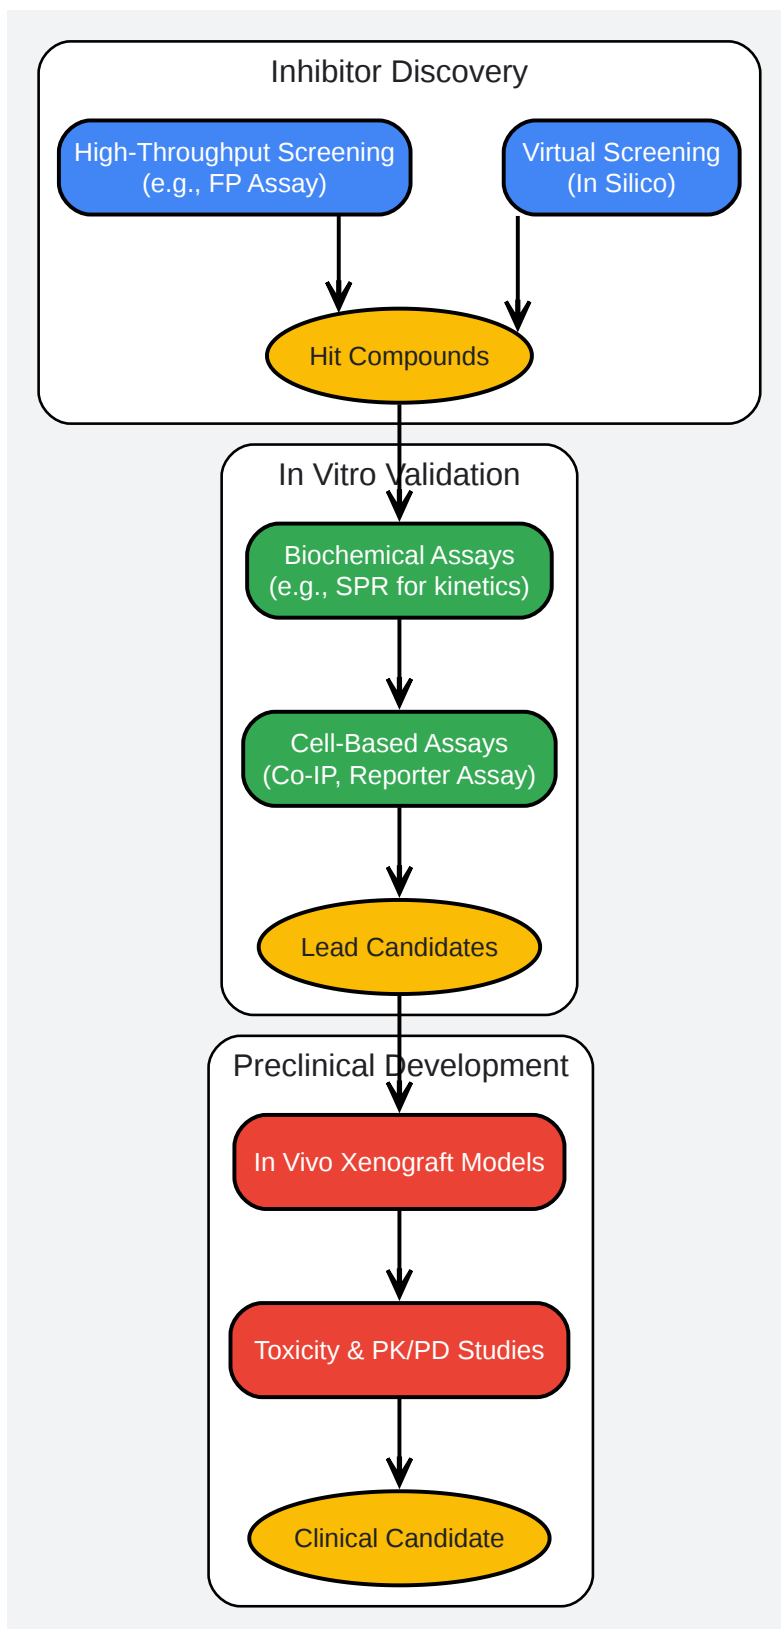 Inhibitor Discovery
High-Throughput Screening
(e.g., FP Assay)
Virtual Screening
(In Silico)
Hit Compounds
In Vitro Validation
Biochemical Assays
(e.g., SPR for kinetics)
Cell-Based Assays
(Co-IP, Reporter Assay)
Lead Candidates
Preclinical Development
In Vivo Xenograft Models
Toxicity & PK/PD Studies
Clinical Candidate